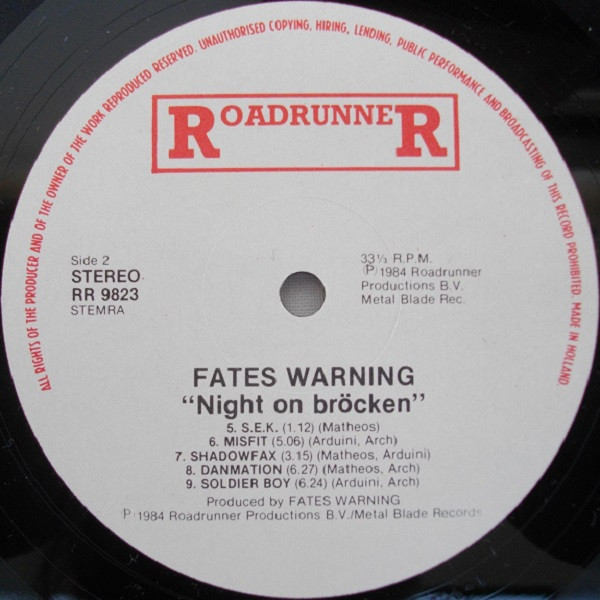 ALL RIGHTS OF THE PRODUCER AND OF THE OWNER OF THE WORK REPRODUCED RESERVED. UNAUTHORISED COPYING, HIRING, LENDING, PUBLIC PERFORMANCE AND BROADCASTING OF THIS RECORD PROHIBITED. MADE IN HOLLAND.
ROADRUNNER
Side 2
STEREO
RR 9823
STEMRA
33⅓ R.P.M.
Ⓟ 1984 Roadrunner
Productions B.V.
Metal Blade Rec.
FATES WARNING
“Night on bröcken”
5. S.E.K. (1.12) (Matheos)
6. MISFIT (5.06) (Arduini, Arch)
7. SHADOWFAX (3.15) (Matheos, Arduini)
8. DANMATION (6.27) (Matheos, Arch)
9. SOLDIER BOY (6.24) (Arduini, Arch)
Produced by FATES WARNING
Ⓟ 1984 Roadrunner Productions B.V./Metal Blade Records